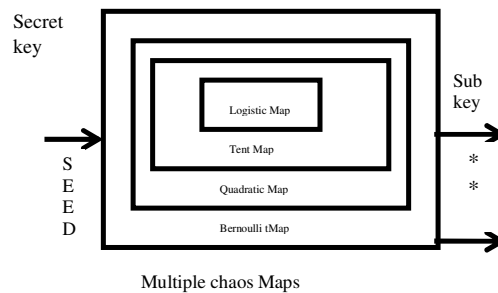 Secret
key
Sub
key
Logistic Map
Tent Map
Quadratic Map
Bernoulli tMap
S
E
E
D
*
*
Multiple chaos Maps